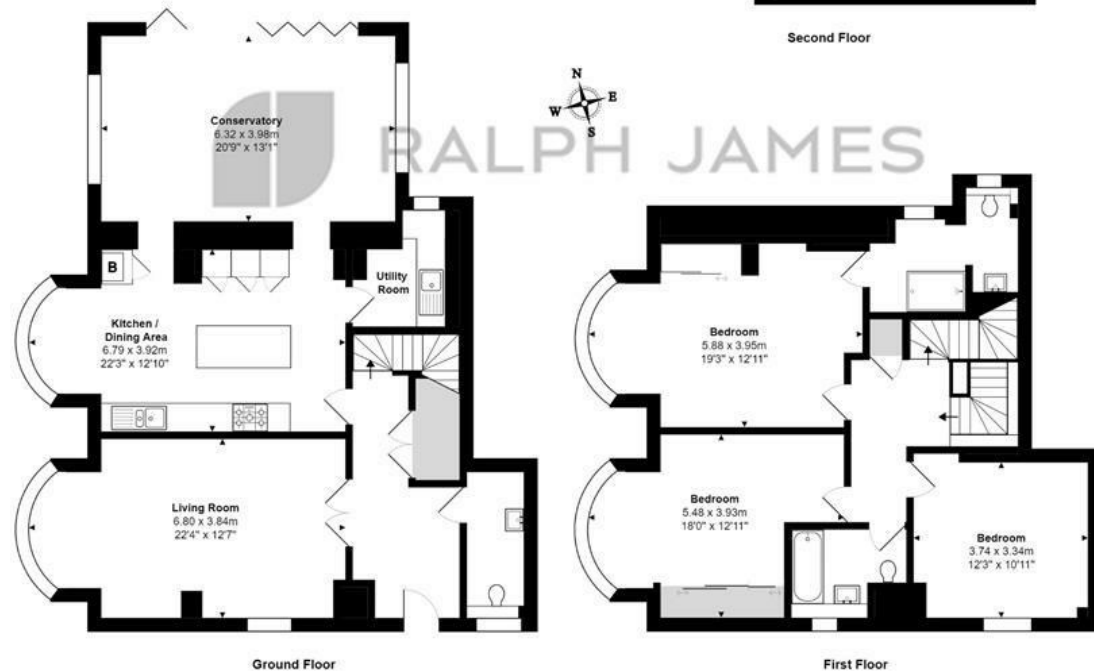 Second Floor
N
W E
S
RALPH JAMES
Conservatory
6.32 x 3.98m
20'9" x 13'1"
B
Utility
Room
Kitchen /
Dining Area
6.79 x 3.92m
22'3" x 12'10"
Living Room
6.80 x 3.84m
22'4" x 12'7"
Ground Floor
Bedroom
5.88 x 3.95m
19'3" x 12'11"
Bedroom
5.48 x 3.93m
18'0" x 12'11"
Bedroom
3.74 x 3.34m
12'3" x 10'11"
First Floor